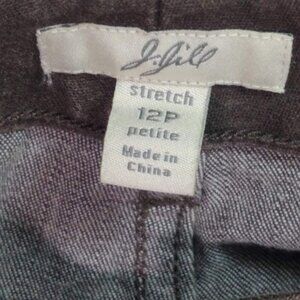 J.Jill
stretch
12P
petite
Made in
China